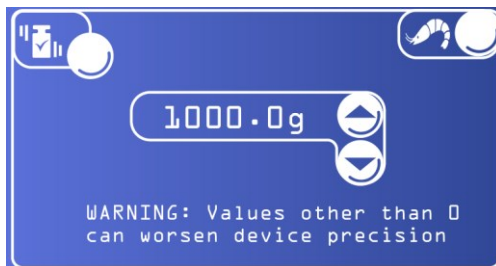 1000.0g
WARNING: Values other than 0
can worsen device precision